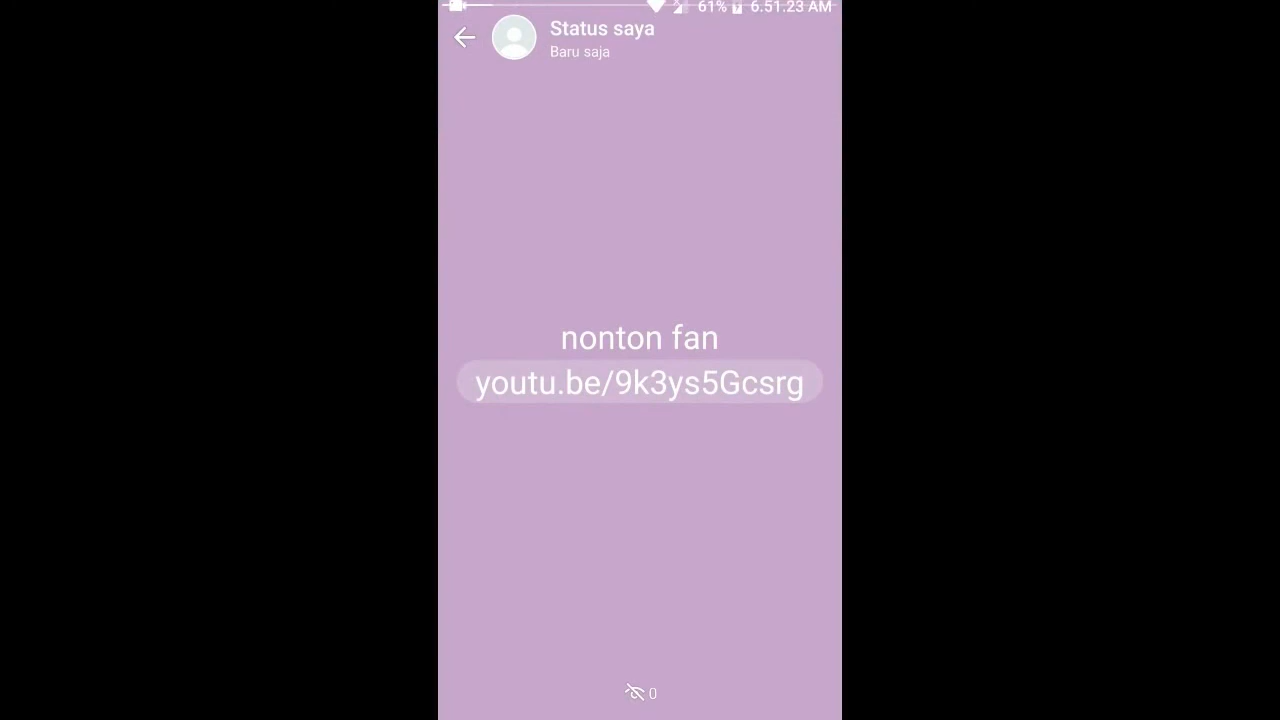 61% 6.51.23 AM
Status saya
Baru saja
nonton fan
youtu.be/9k3ys5Gcsrg
0